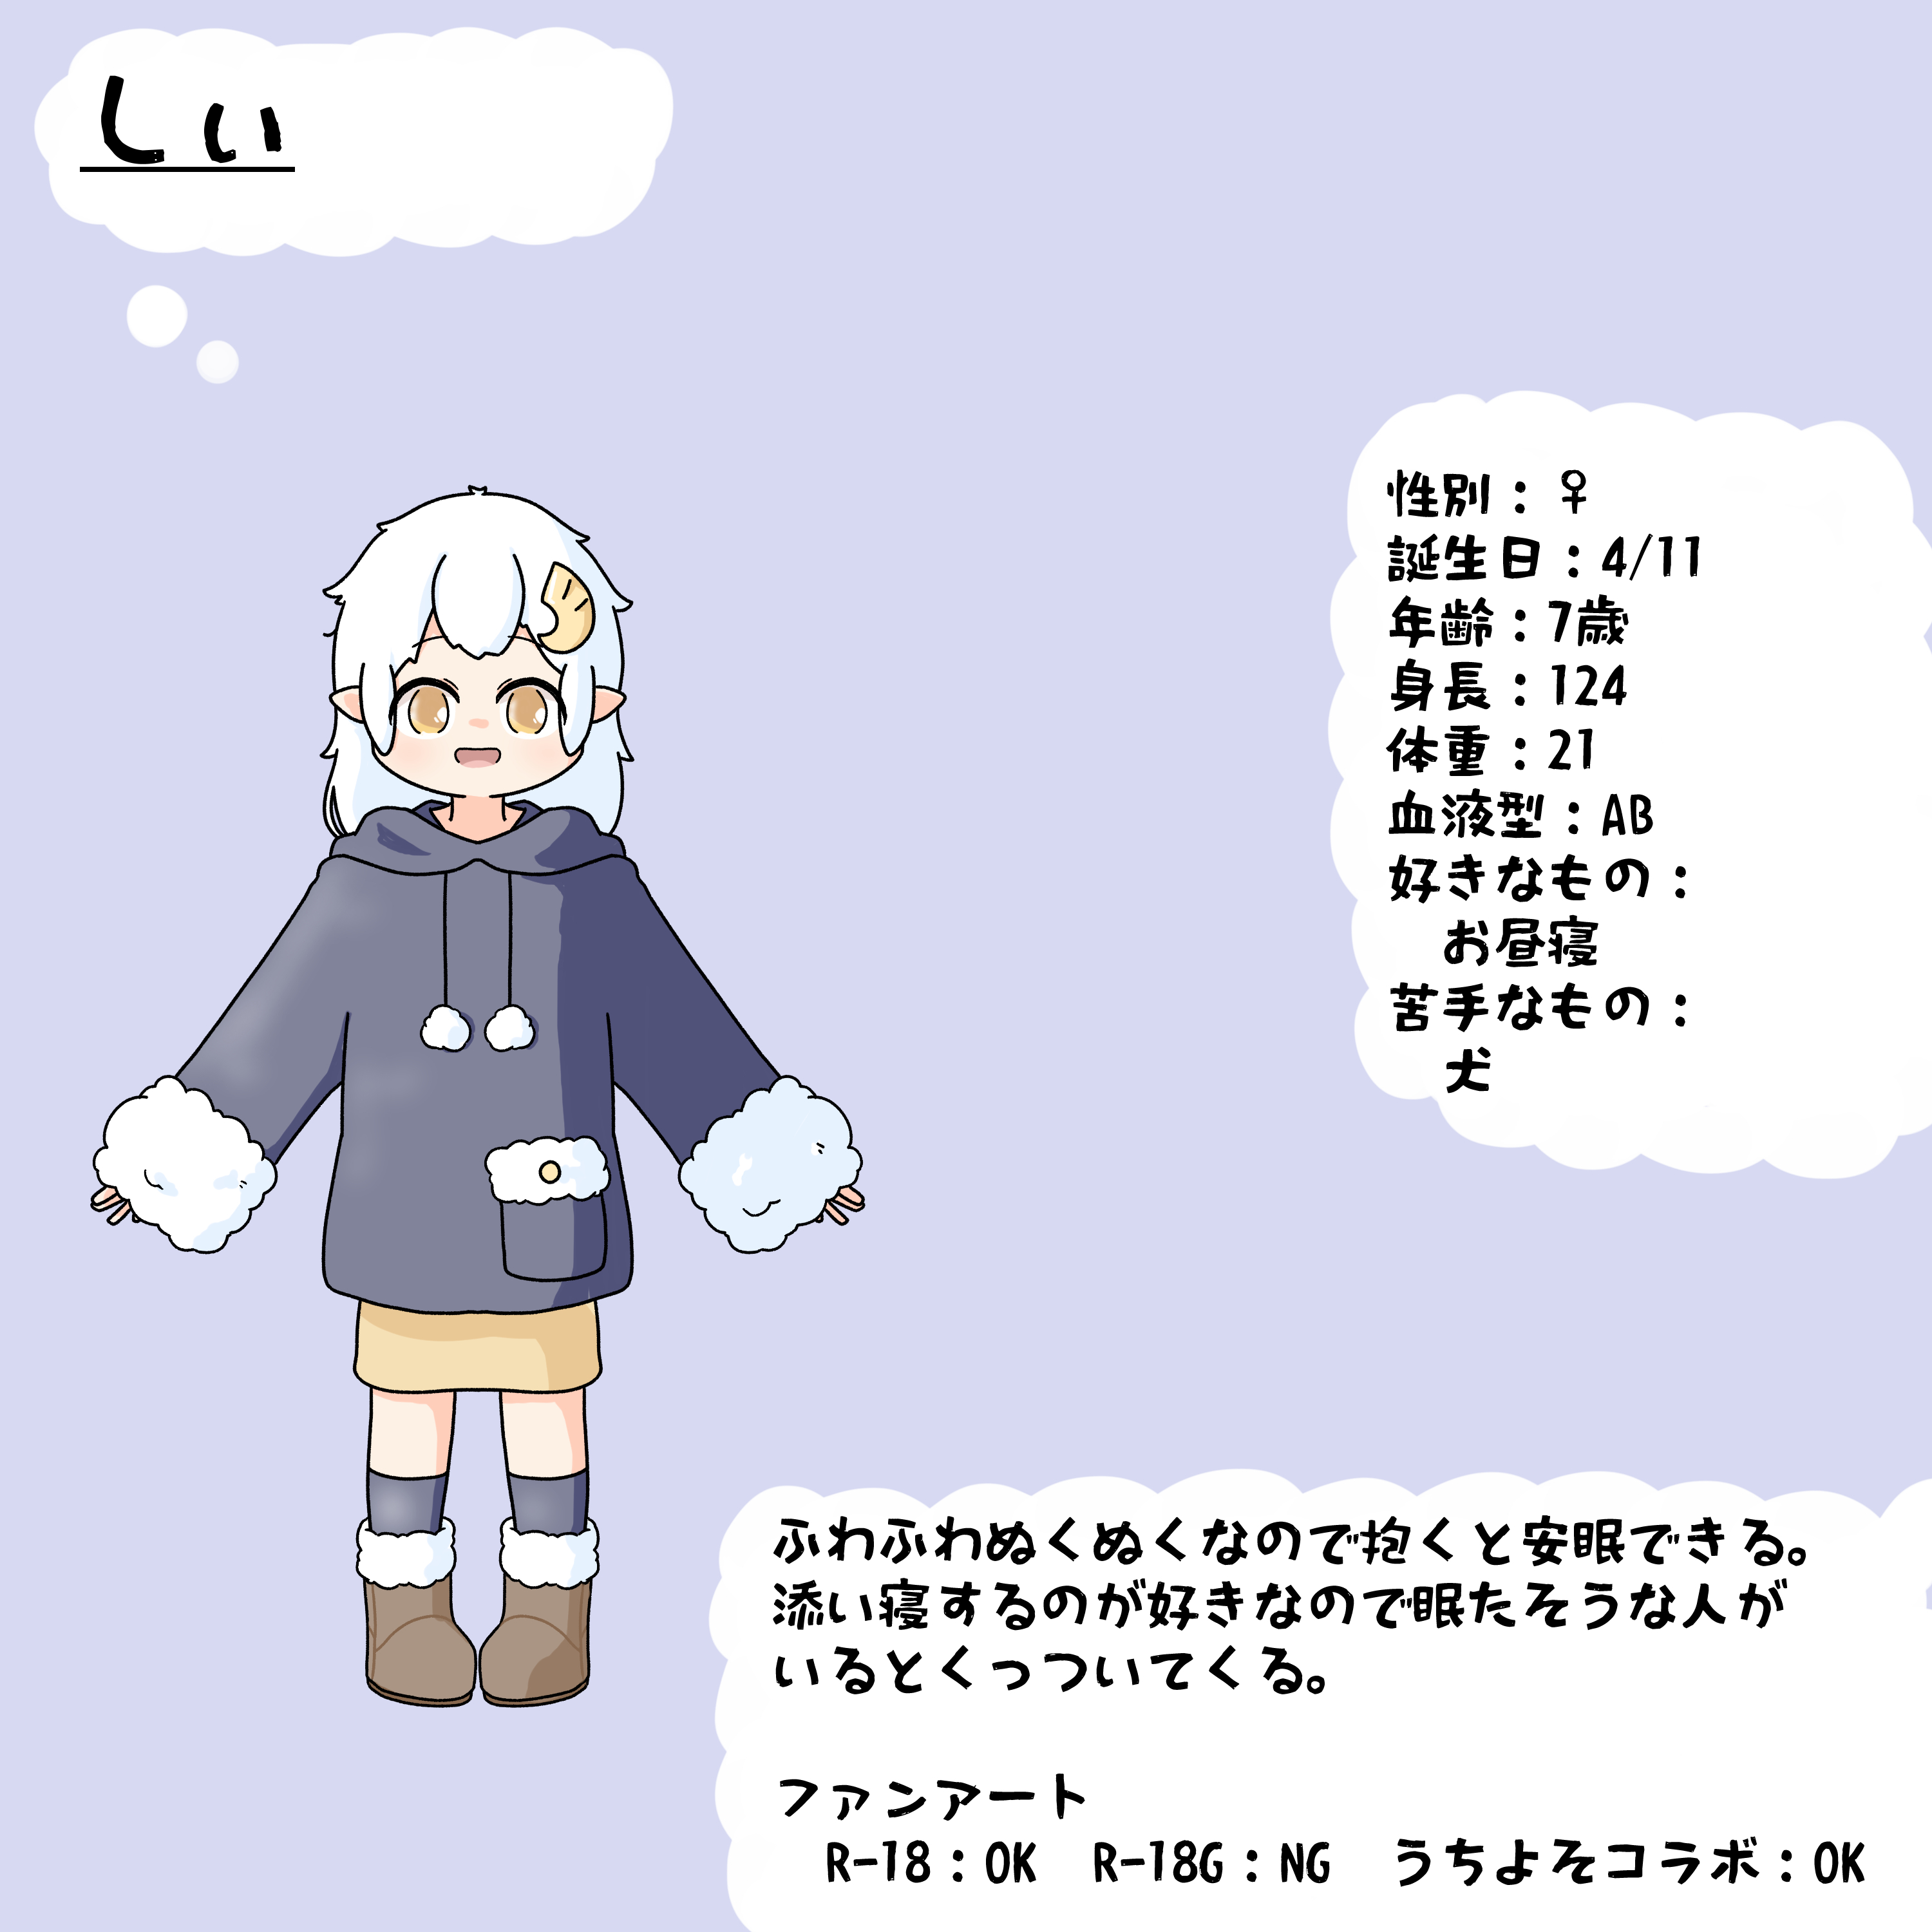 しぃ
性別：♀
誕生日：4/11
年齢：7歳
身長：124
体重：21
血液型：AB
好きなもの：
お昼寝
苦手なもの：
犬
ふわふわぬくぬくなので抱くと安眠できる。
添い寝するのが好きなので眠たそうな人が
いるとくっついてくる。
ファンアート
R-18：OK　R-18G：NG　うちよそコラボ：OK